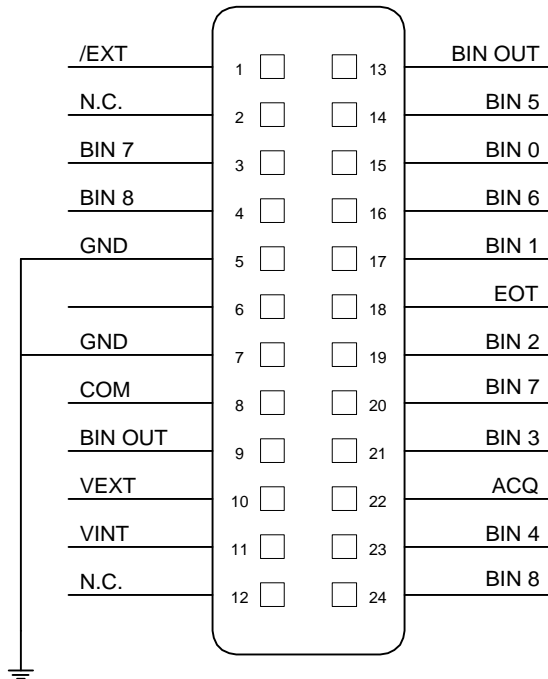 /EXT 1 13 BIN OUT
N.C. 2 14 BIN 5
BIN 7 3 15 BIN 0
BIN 8 4 16 BIN 6
GND 5 17 BIN 1
6 18 EOT
GND 7 19 BIN 2
COM 8 20 BIN 7
BIN OUT 9 21 BIN 3
VEXT 10 22 ACQ
VINT 11 23 BIN 4
N.C. 12 24 BIN 8